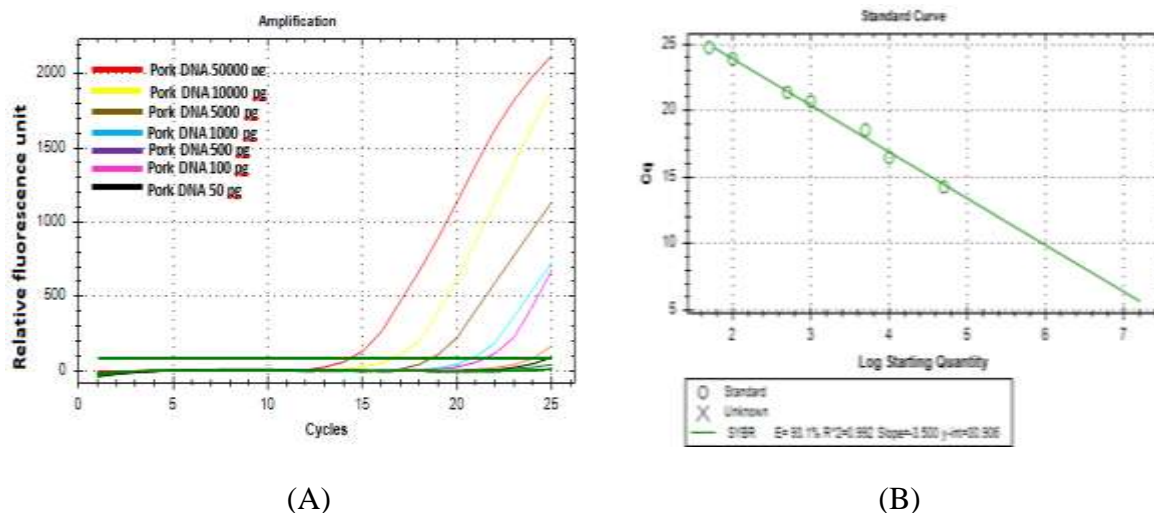 Amplification
Relative fluorescence unit
2000
1500
1000
500
0
Pork DNA 50000 pg
Pork DNA 10000 pg
Pork DNA 5000 pg
Pork DNA 1000 pg
Pork DNA 500 pg
Pork DNA 100 pg
Pork DNA 50 pg
0 5 10 15 20 25
Cycles
(A)
Standard Curve
Cq
25
20
15
10
5
2 3 4 5 6 7
Log Starting Quantity
Standard
Unknown
SYBR R^2=0.992
(B)